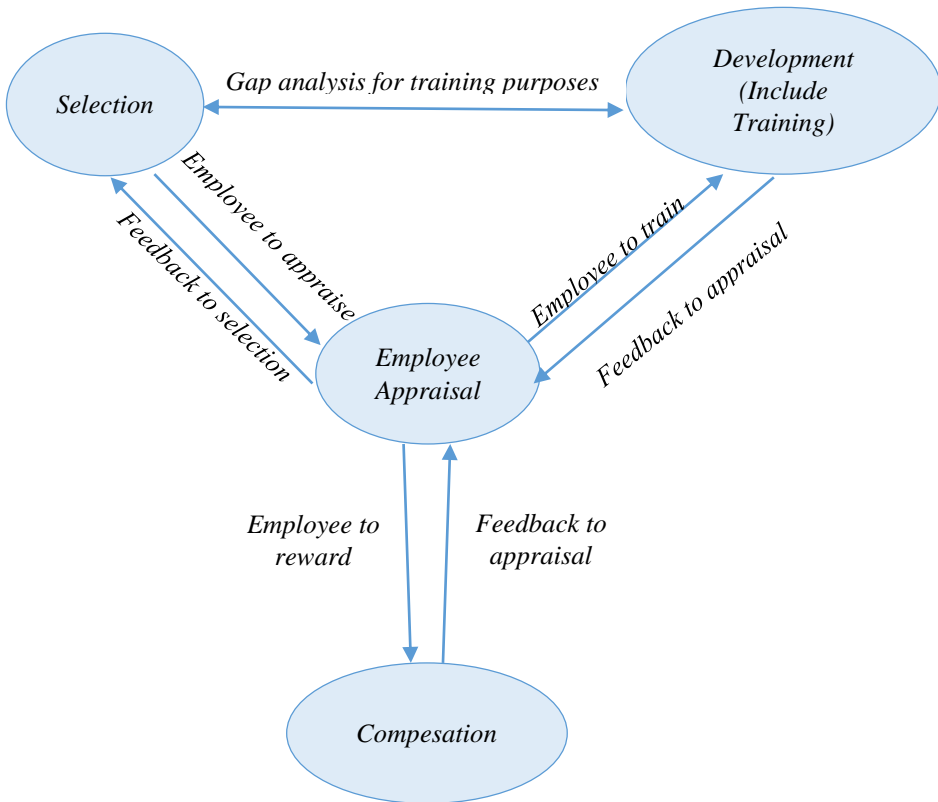 Selection
Gap analysis for training purposes
Development
(Include
Training)
Employee to appraise
Feedback to selection
Employee to train
Feedback to appraisal
Employee
Appraisal
Employee to
reward
Feedback to
appraisal
Compesation